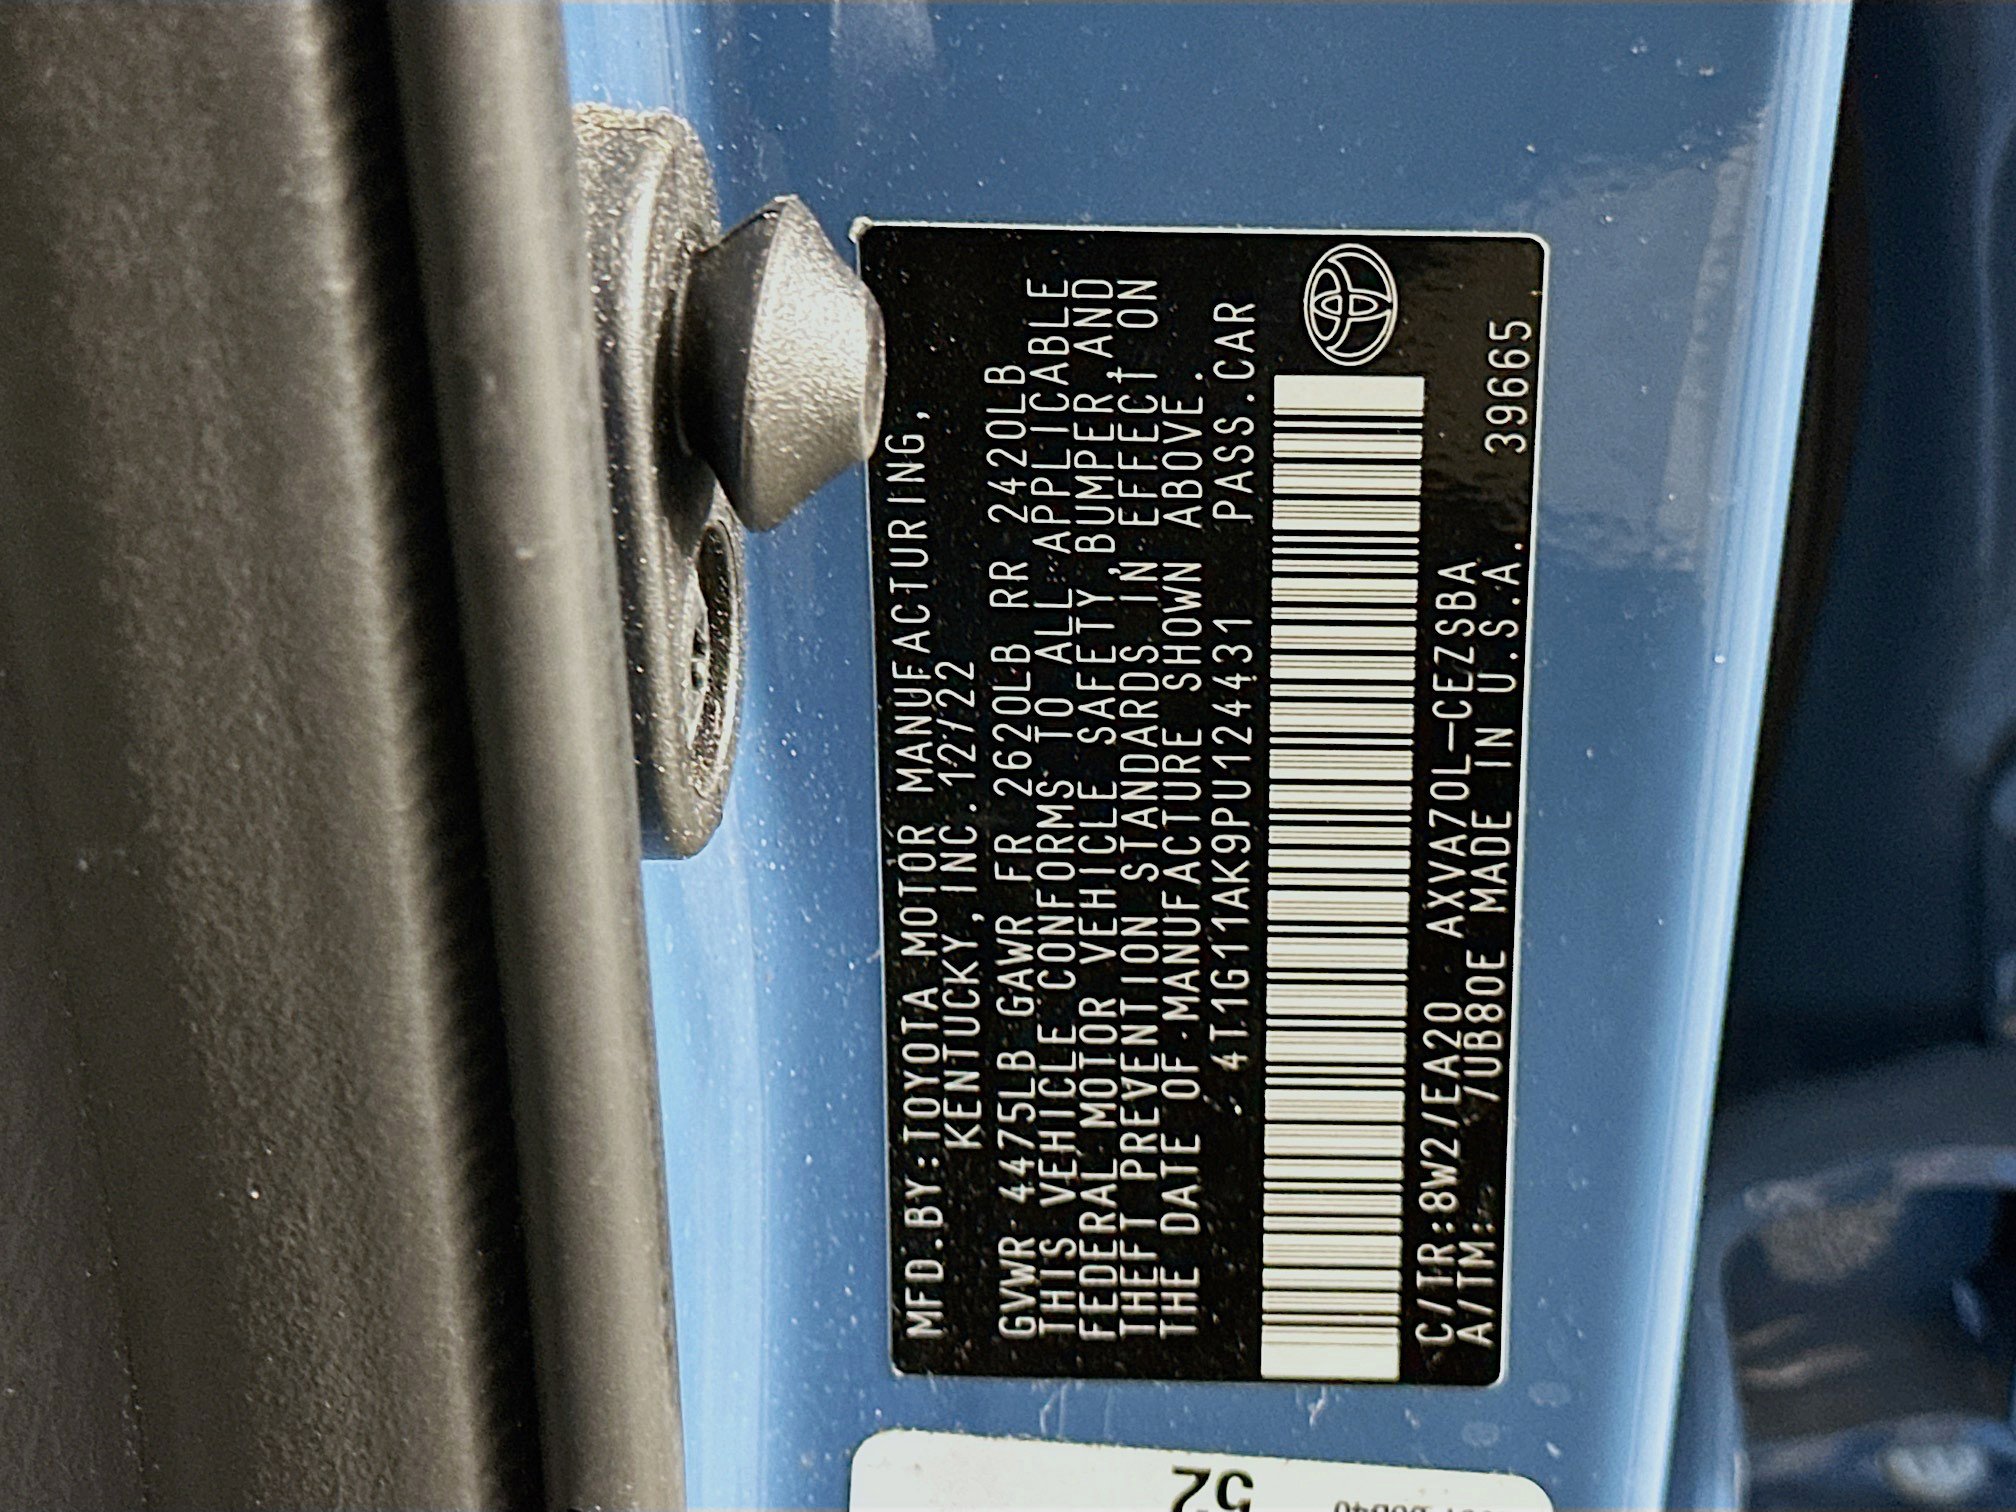 MFD.BY:TOYOTA MOTOR MANUFACTURING,
KENTUCKY,INC.12/22
GVWR 4475LB GAWR FR 2620LB RR 2420LB
THIS VEHICLE CONFORMS TO ALL APPLICABLE
FEDERAL MOTOR VEHICLE SAFETY, BUMPER, AND
THEFT PREVENTION STANDARDS IN EFFECT ON
THE DATE OF MANUFACTURE SHOWN ABOVE.
4T1G11AK9PU124431 PASS.CAR
C/TR:8W2/EA20 AXVA70L-CEZSBA
A/TM: /UB80E MADE IN U.S.A. 39665
52